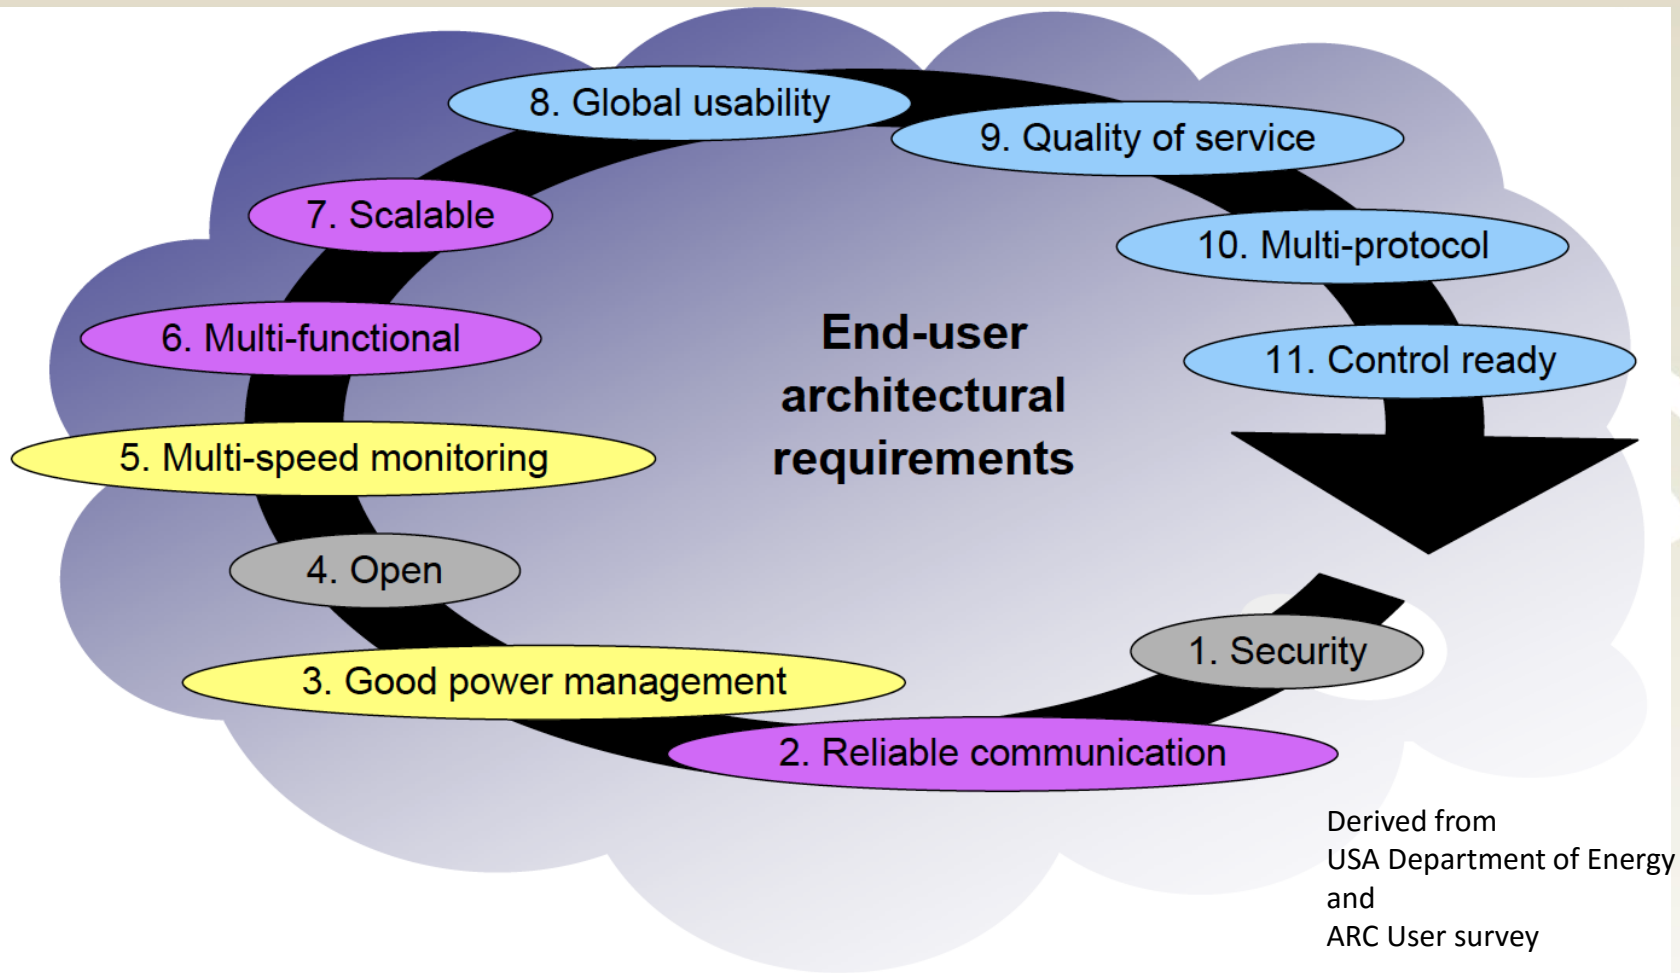 8. Global usability
9. Quality of service
7. Scalable
10. Multi-protocol
6. Multi-functional
End-user
architectural
requirements
11. Control ready
5. Multi-speed monitoring
4. Open
1. Security
3. Good power management
2. Reliable communication
Derived from
USA Department of Energy
and
ARC User survey